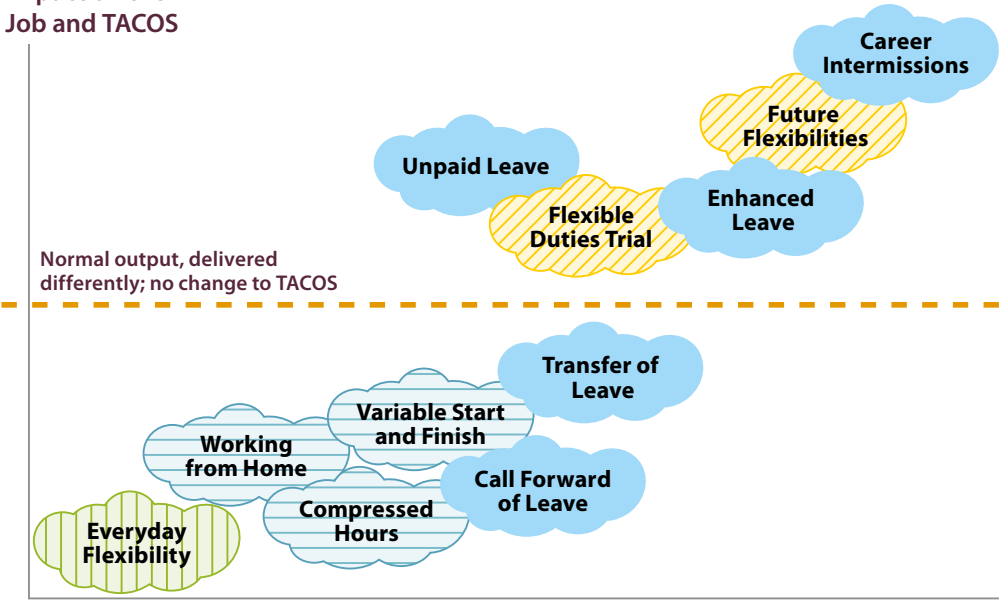 Job and TACOS
Career
Intermissions
Future
Flexibilities
Unpaid Leave
Enhanced
Leave
Flexible
Duties Trial
Normal output, delivered
differently; no change to TACOS
Transfer of
Leave
Variable Start
and Finish
Working
from Home
Call Forward
of Leave
Compressed
Hours
Everyday
Flexibility